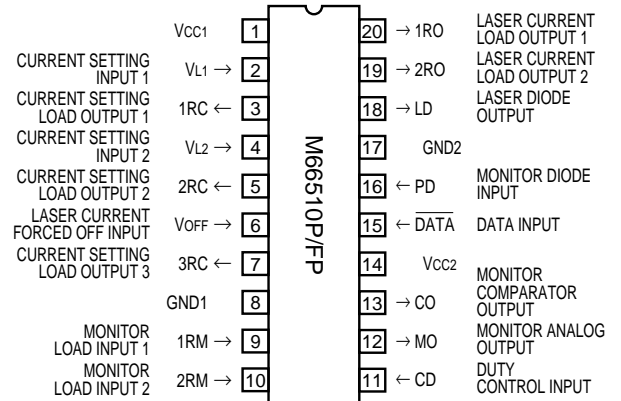 VCC1 1
CURRENT SETTING
INPUT 1
VL1 → 2
CURRENT SETTING
LOAD OUTPUT 1
1RC ← 3
CURRENT SETTING
INPUT 2
VL2 → 4
CURRENT SETTING
LOAD OUTPUT 2
2RC ← 5
LASER CURRENT
FORCED OFF INPUT
VOFF → 6
CURRENT SETTING
LOAD OUTPUT 3
3RC ← 7
GND1 8
MONITOR
LOAD INPUT 1
1RM → 9
MONITOR
LOAD INPUT 2
2RM → 10
M66510P/FP
20 → 1RO
LASER CURRENT
LOAD OUTPUT 1
19 → 2RO
LASER CURRENT
LOAD OUTPUT 2
18 → LD
LASER DIODE
OUTPUT
17 GND2
16 ← PD
MONITOR DIODE
INPUT
15 ← DATA DATA INPUT
14 VCC2
13 → CO
MONITOR
COMPARATOR
OUTPUT
12 → MO
MONITOR ANALOG
OUTPUT
11 ← CD
DUTY
CONTROL INPUT